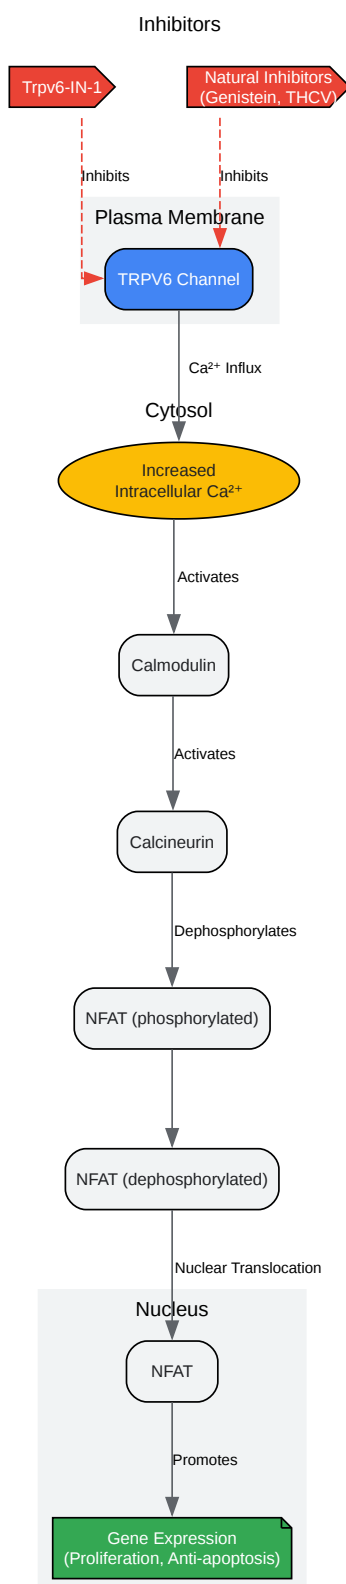 Inhibitors
Trpv6-IN-1
Natural Inhibitors
(Genistein, THCV)
Inhibits
Inhibits
Plasma Membrane
TRPV6 Channel
Ca²⁺ Influx
Cytosol
Increased
Intracellular Ca²⁺
Activates
Calmodulin
Activates
Calcineurin
Dephosphorylates
NFAT (phosphorylated)
NFAT (dephosphorylated)
Nuclear Translocation
Nucleus
NFAT
Promotes
Gene Expression
(Proliferation, Anti-apoptosis)